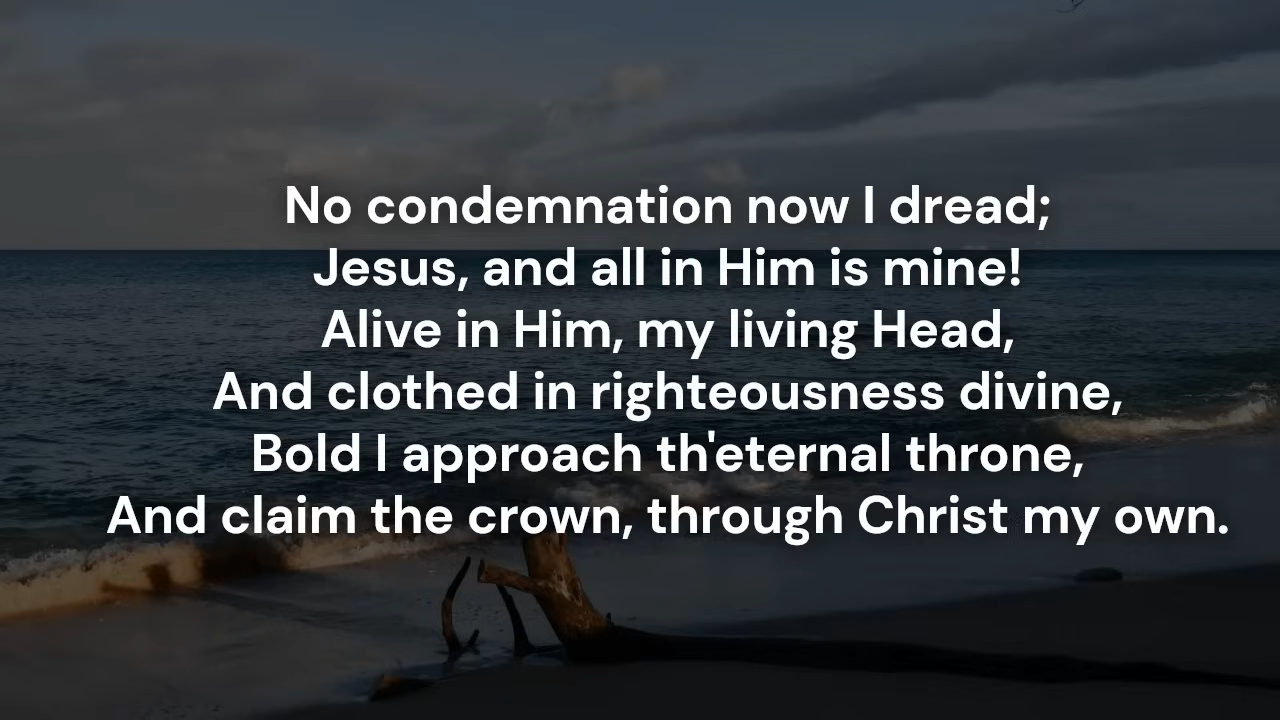 No condemnation now I dread;
Jesus, and all in Him is mine!
Alive in Him, my living Head,
And clothed in righteousness divine,
Bold I approach th'eternal throne,
And claim the crown, through Christ my own.